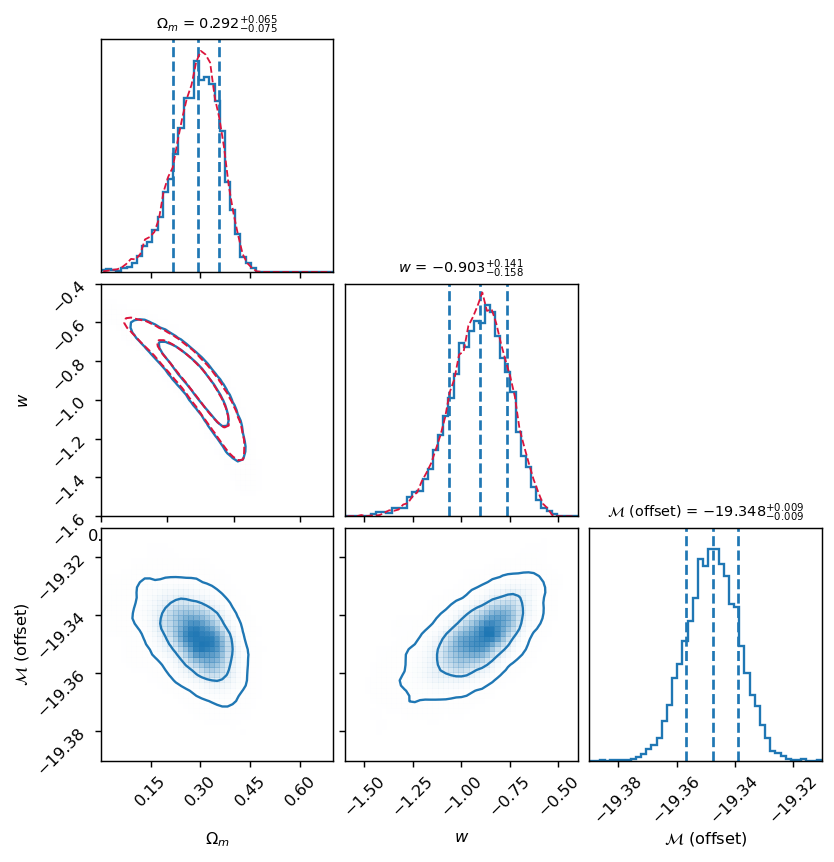 Ωₘ = 0.292⁺⁰·⁰⁶⁵₋₀.₀₇₅
w = −0.903⁺⁰·¹⁴¹₋₀.₁₅₈
−0.4
−0.6
−0.8
−1.0
−1.2
−1.4
−1.6
w
0.
ℳ (offset) = −19.348⁺⁰·⁰⁰⁹₋₀.₀₀₉
−19.32
−19.34
−19.36
−19.38
ℳ (offset)
0.15 0.30 0.45 0.60
−1.50 −1.25 −1.00 −0.75 −0.50
−19.38 −19.36 −19.34 −19.32
Ωₘ
w
ℳ (offset)